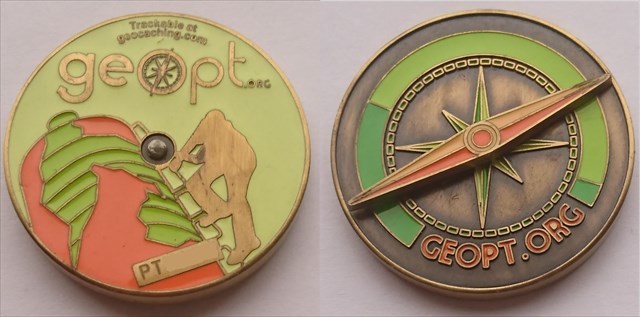 Trackable at
geocaching.com
geopt.ORG
PT
GEOPT.ORG